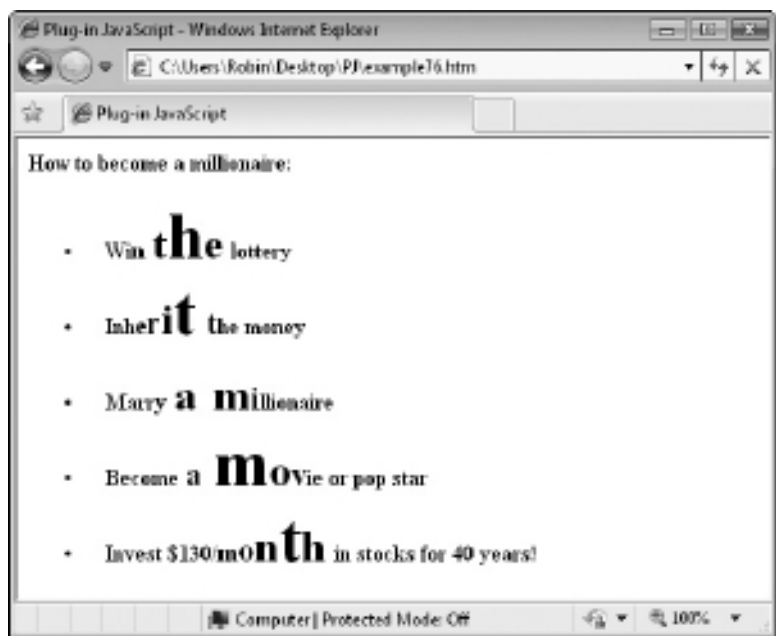 Plug-in JavaScript - Windows Internet Explorer
C:\Users\Robin\Desktop\PJ\example76.htm
Plug-in JavaScript
How to become a millionaire:
• Win the lottery
• Inherit the money
• Marry a millionaire
• Become a movie or pop star
• Invest $130/month in stocks for 40 years!
Computer | Protected Mode: Off 100%